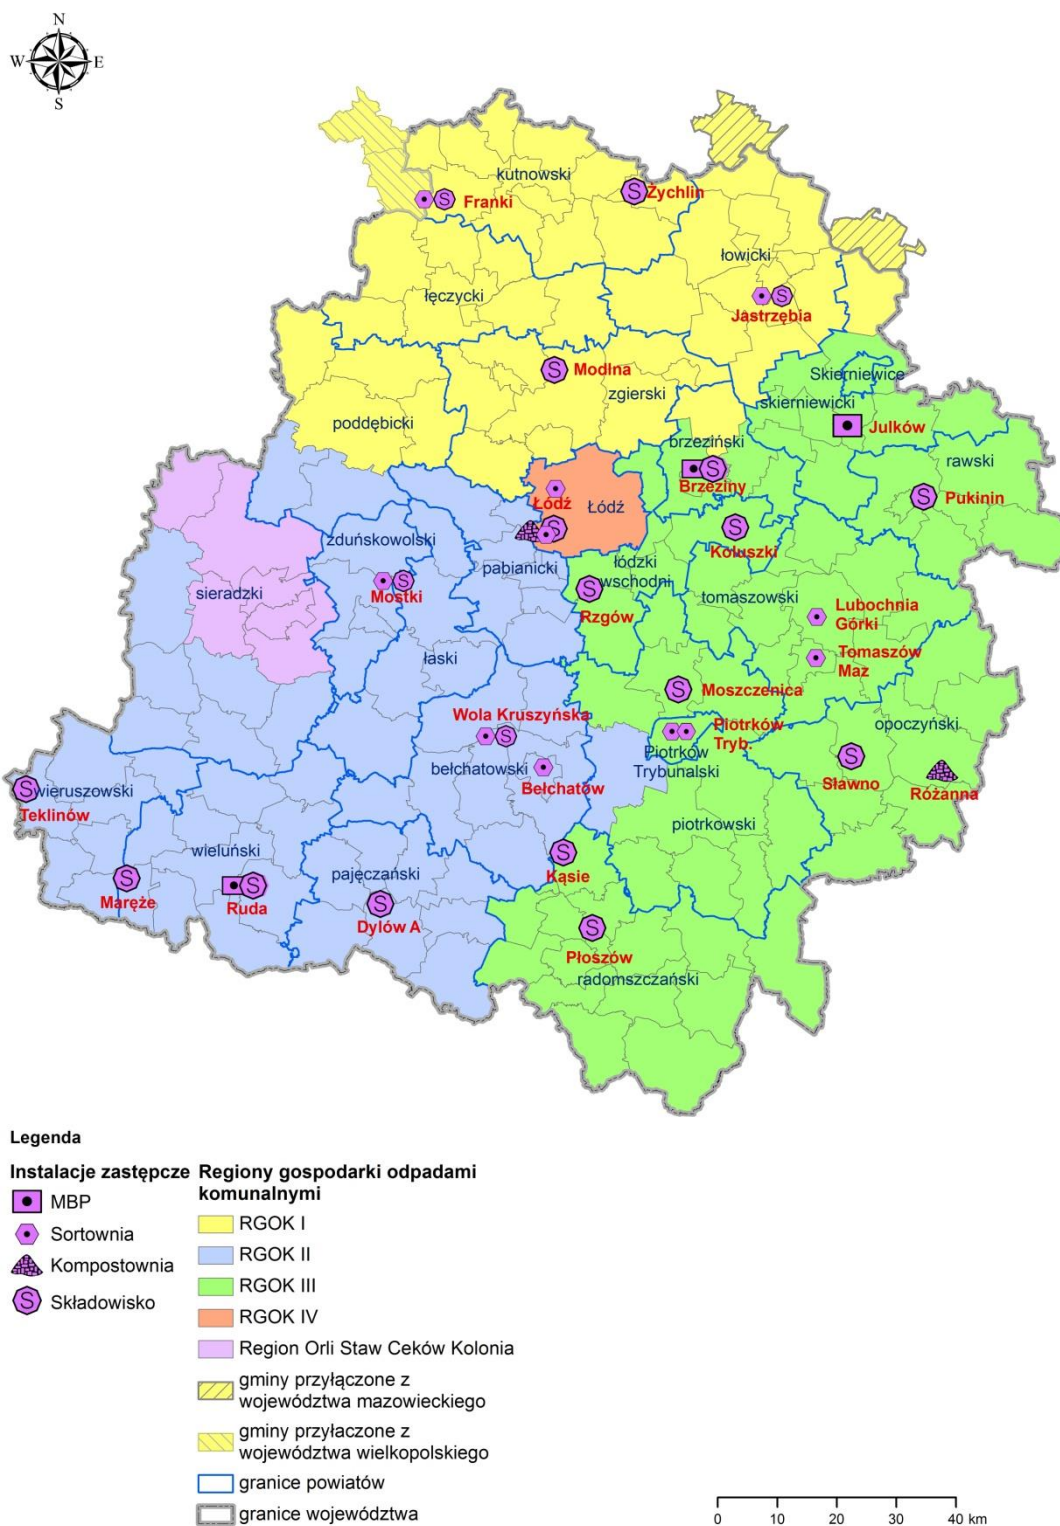 N
W E
S
kutnowski
Żychlin
Franki
łowicki
łęczycki
Jastrzębia
Modlna
Skierniewice
zgierski
skierniewicki
poddębicki
Julków
brzeziński
rawski
Brzeziny
Pukinin
Łódź
Łódź
Koluszki
zduńskowolski
pabianicki
łódzki
wschodni
sieradzki
Mostki
tomaszowski
Rzgów
Lubochnia
Górki
Tomaszów
Maz
łaski
Moszczenica
Wola Kruszyńska
Piotrków
Tryb.
opoczyński
Piotrków
Trybunalski
bełchatowski
Bełchatów
Sławno
Różanna
wieruszowski
Teklinów
piotrkowski
wieluński
pajęczański
Kąsie
Maręże
Ruda
Dylów A
Płoszów
radomszczański
Legenda
Instalacje zastępcze
MBP
Sortownia
Kompostownia
S Składowisko
Regiony gospodarki odpadami
komunalnymi
RGOK I
RGOK II
RGOK III
RGOK IV
Region Orli Staw Ceków Kolonia
gminy przyłączone z
województwa mazowieckiego
gminy przyłaczone z
województwa wielkopolskiego
granice powiatów
granice województwa
0 10 20 30 40 km